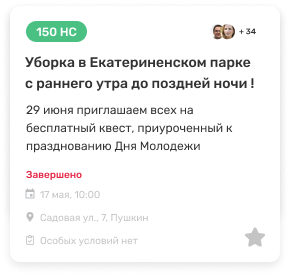 150 НС
+ 34
Уборка в Екатериненском парке
с раннего утра до поздней ночи !
29 июня приглашаем всех на
бесплатный квест, приуроченный к
празднованию Дня Молодежи
Завершено
17 мая, 10:00
Садовая ул., 7, Пушкин
Особых условий нет